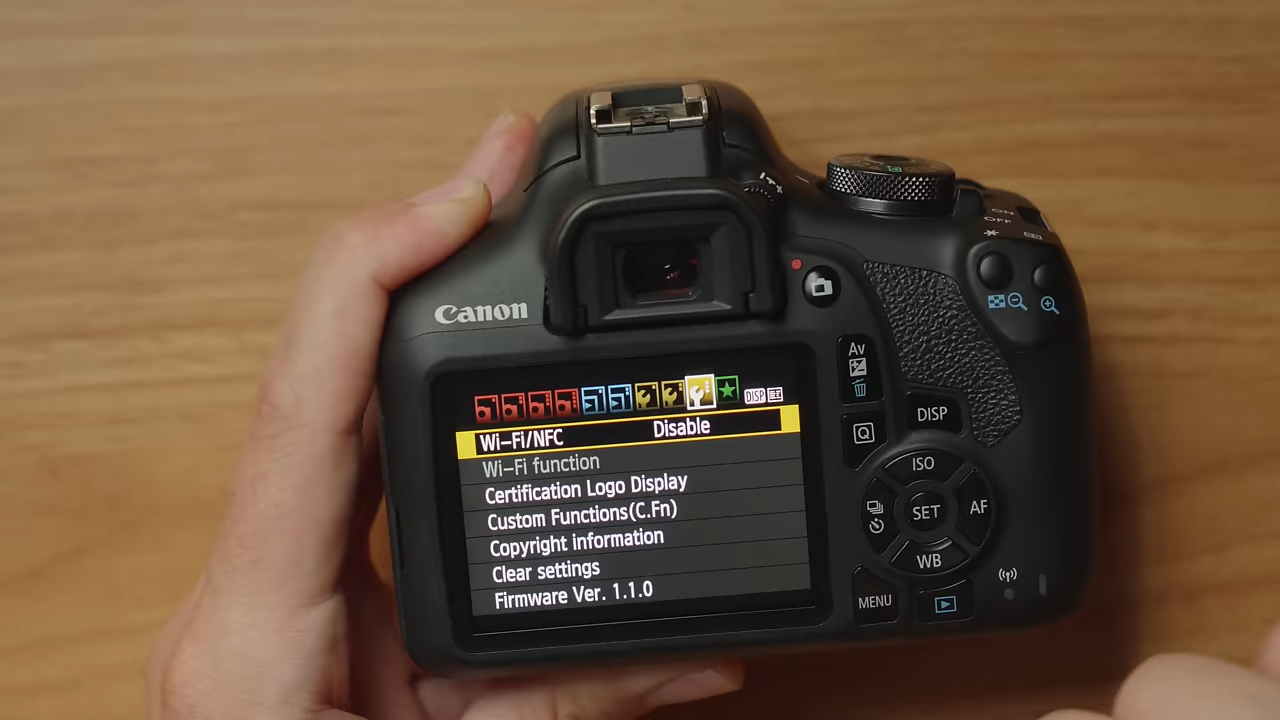 ON
OFF
Canon
Av
DISP
Wi-Fi/NFC Disable
Wi-Fi function
Certification Logo Display
Custom Functions(C.Fn)
Copyright information
Clear settings
Firmware Ver. 1.1.0
DISP
Q
ISO
SET
AF
WB
MENU